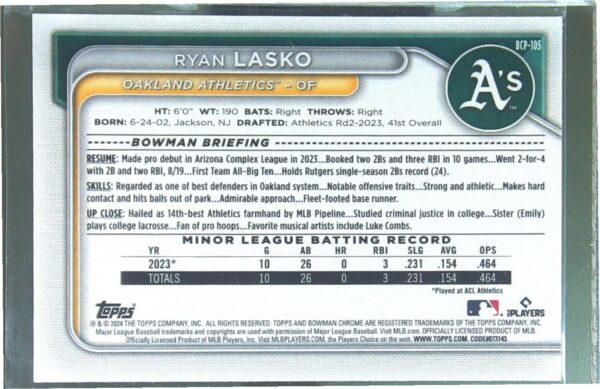 RYAN LASKO
BCP-105
OAKLAND ATHLETICS™ – OF
A's
HT: 6'0" WT: 190 BATS: Right THROWS: Right
BORN: 6-24-02, Jackson, NJ DRAFTED: Athletics Rd2-2023, 41st Overall
BOWMAN BRIEFING
RESUME: Made pro debut in Arizona Complex League in 2023...Booked two 2Bs and three RBI in 10 games...Went 2-for-4
with 2B and two RBI, 8/19...First Team All-Big Ten...Holds Rutgers single-season 2Bs record (24).
SKILLS: Regarded as one of best defenders in Oakland system...Notable offensive traits...Strong and athletic...Makes hard
contact and hits balls out of park...Admirable approach...Fleet-footed base runner.
UP CLOSE: Hailed as 14th-best Athletics farmhand by MLB Pipeline...Studied criminal justice in college...Sister (Emily)
plays college lacrosse...Fan of pro hoops...Favorite musical artists include Luke Combs.
MINOR LEAGUE BATTING RECORD
YR G AB HR RBI SLG AVG OPS
2023* 10 26 0 3 .231 .154 .464
TOTALS 10 26 0 3 .231 .154 .464
*Played at ACL Athletics
topps
PLAYERS
® & © 2024 THE TOPPS COMPANY, INC. ALL RIGHTS RESERVED. TOPPS AND BOWMAN CHROME ARE REGISTERED TRADEMARKS OF THE TOPPS COMPANY, INC.
Major League Baseball trademarks and copyrights are used with permission of Major League Baseball. Visit MLB.com. OFFICIALLY LICENSED PRODUCT OF MLB.
Officially Licensed Product of MLB Players, Inc. Visit MLBPLAYERS.com, the Players Choice on the web. WWW.TOPPS.COM. CODE#073143